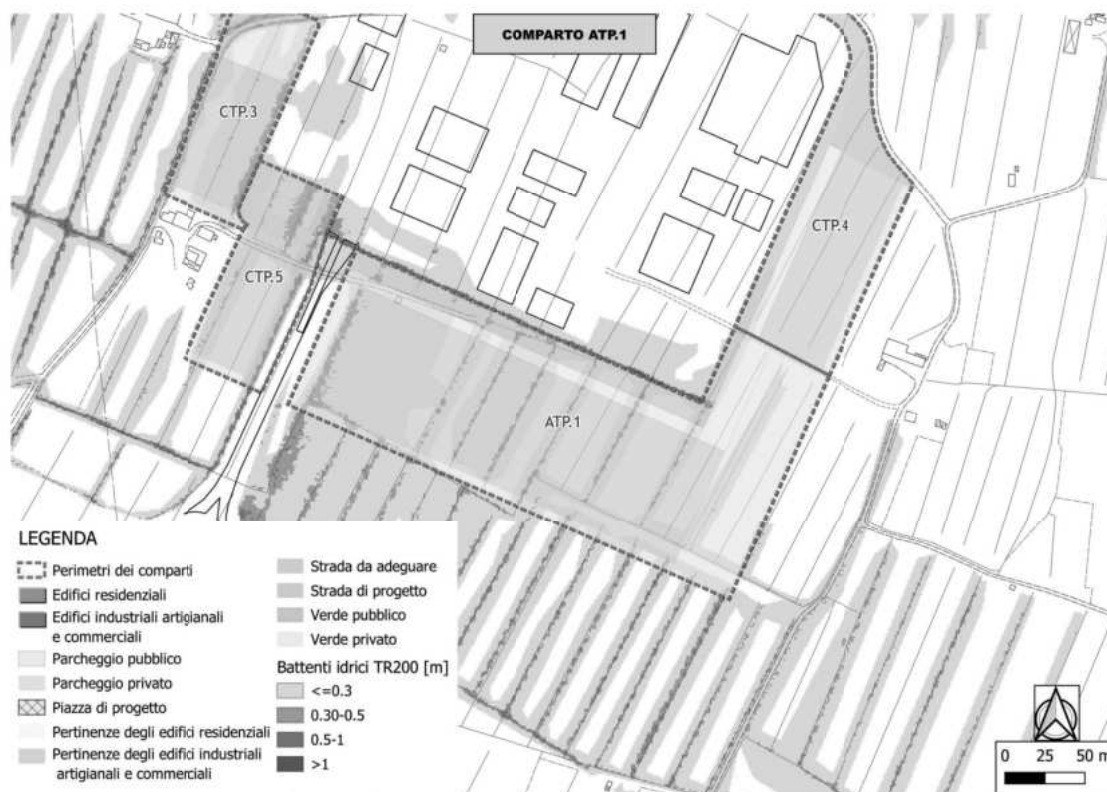 COMPARTO ATP.1
CTP.3
CTP.4
CTP.5
ATP.1
LEGENDA
Perimetri dei comparti
Edifici residenziali
Edifici industriali artigianali
e commerciali
Parcheggio pubblico
Parcheggio privato
Piazza di progetto
Pertinenze degli edifici residenziali
Pertinenze degli edifici industriali
artigianali e commerciali
Strada da adeguare
Strada di progetto
Verde pubblico
Verde privato
Battenti idrici TR200 [m]
<=0.3
0.30-0.5
0.5-1
>1
0 25 50 m